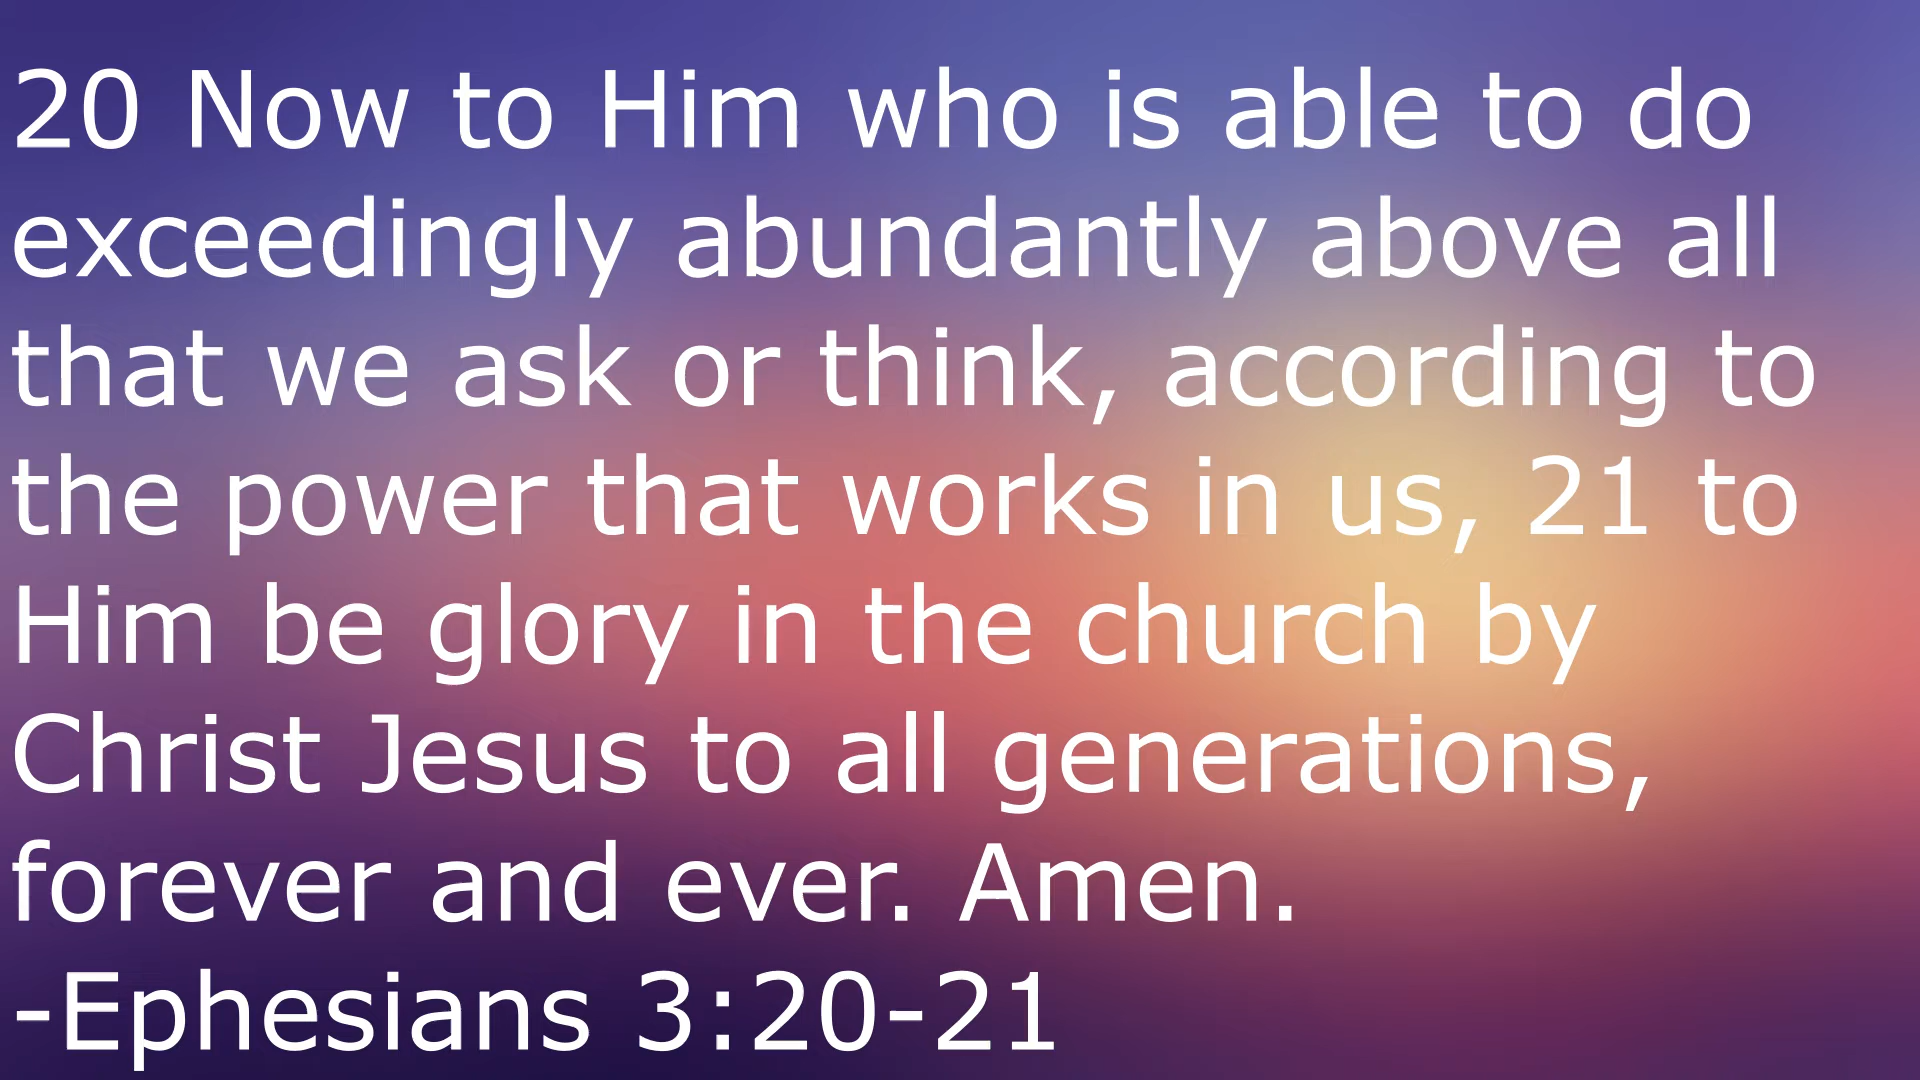 20 Now to Him who is able to do
exceedingly abundantly above all
that we ask or think, according to
the power that works in us, 21 to
Him be glory in the church by
Christ Jesus to all generations,
forever and ever. Amen.
-Ephesians 3:20-21